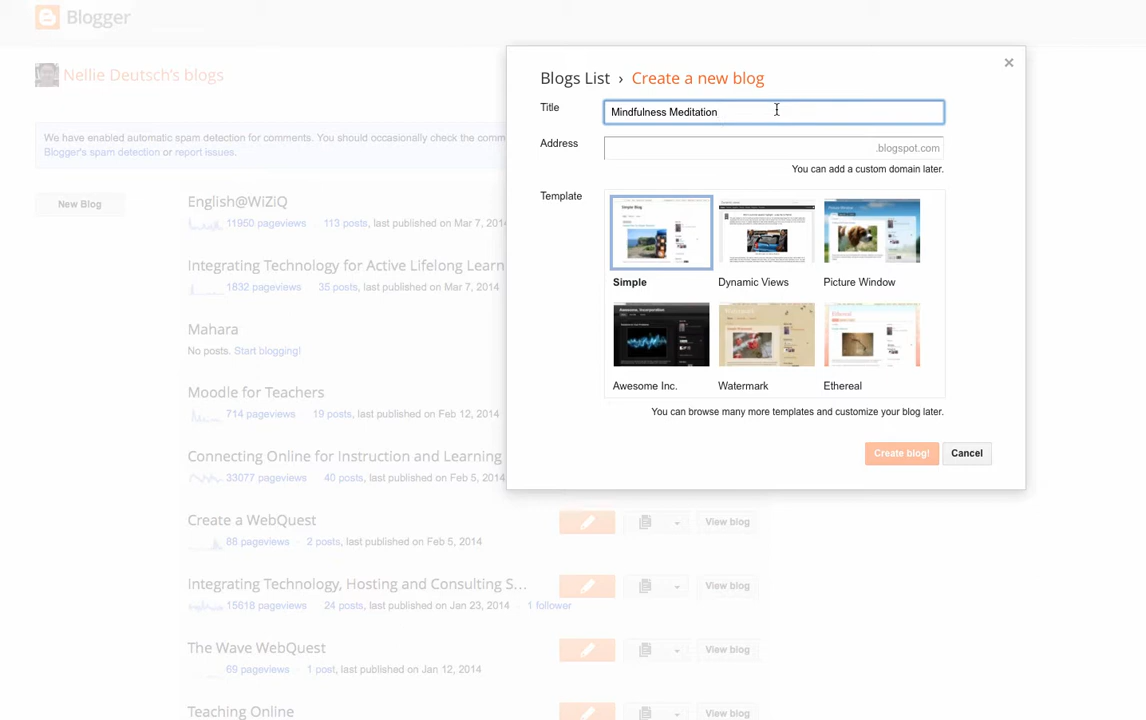 Blogger
Nellie Deutsch's blogs
We have enabled automatic spam detection for comments. You should occasionally check the comm
Blogger's spam detection or report issues.
New Blog
English@WiZiQ
11950 pageviews · 113 posts, last published on Mar 7, 2014
Integrating Technology for Active Lifelong Learn
1832 pageviews · 35 posts, last published on Mar 7, 2014
Mahara
No posts. Start blogging!
Moodle for Teachers
714 pageviews · 19 posts, last published on Feb 12, 2014
Connecting Online for Instruction and Learning
33077 pageviews · 40 posts, last published on Feb 5, 2014
Create a WebQuest
86 pageviews · 2 posts, last published on Feb 5, 2014
View blog
Integrating Technology, Hosting and Consulting S...
15618 pageviews · 24 posts, last published on Jan 23, 2014 · 1 follower
View blog
The Wave WebQuest
69 pageviews · 1 post, last published on Jan 12, 2014
View blog
Teaching Online
View blog
Blogs List › Create a new blog
Title
Mindfulness Meditation
Address
.blogspot.com
You can add a custom domain later.
Template
Simple
Dynamic Views
Picture Window
Awesome Inc.
Watermark
Ethereal
You can browse many more templates and customize your blog later.
Create blog!
Cancel